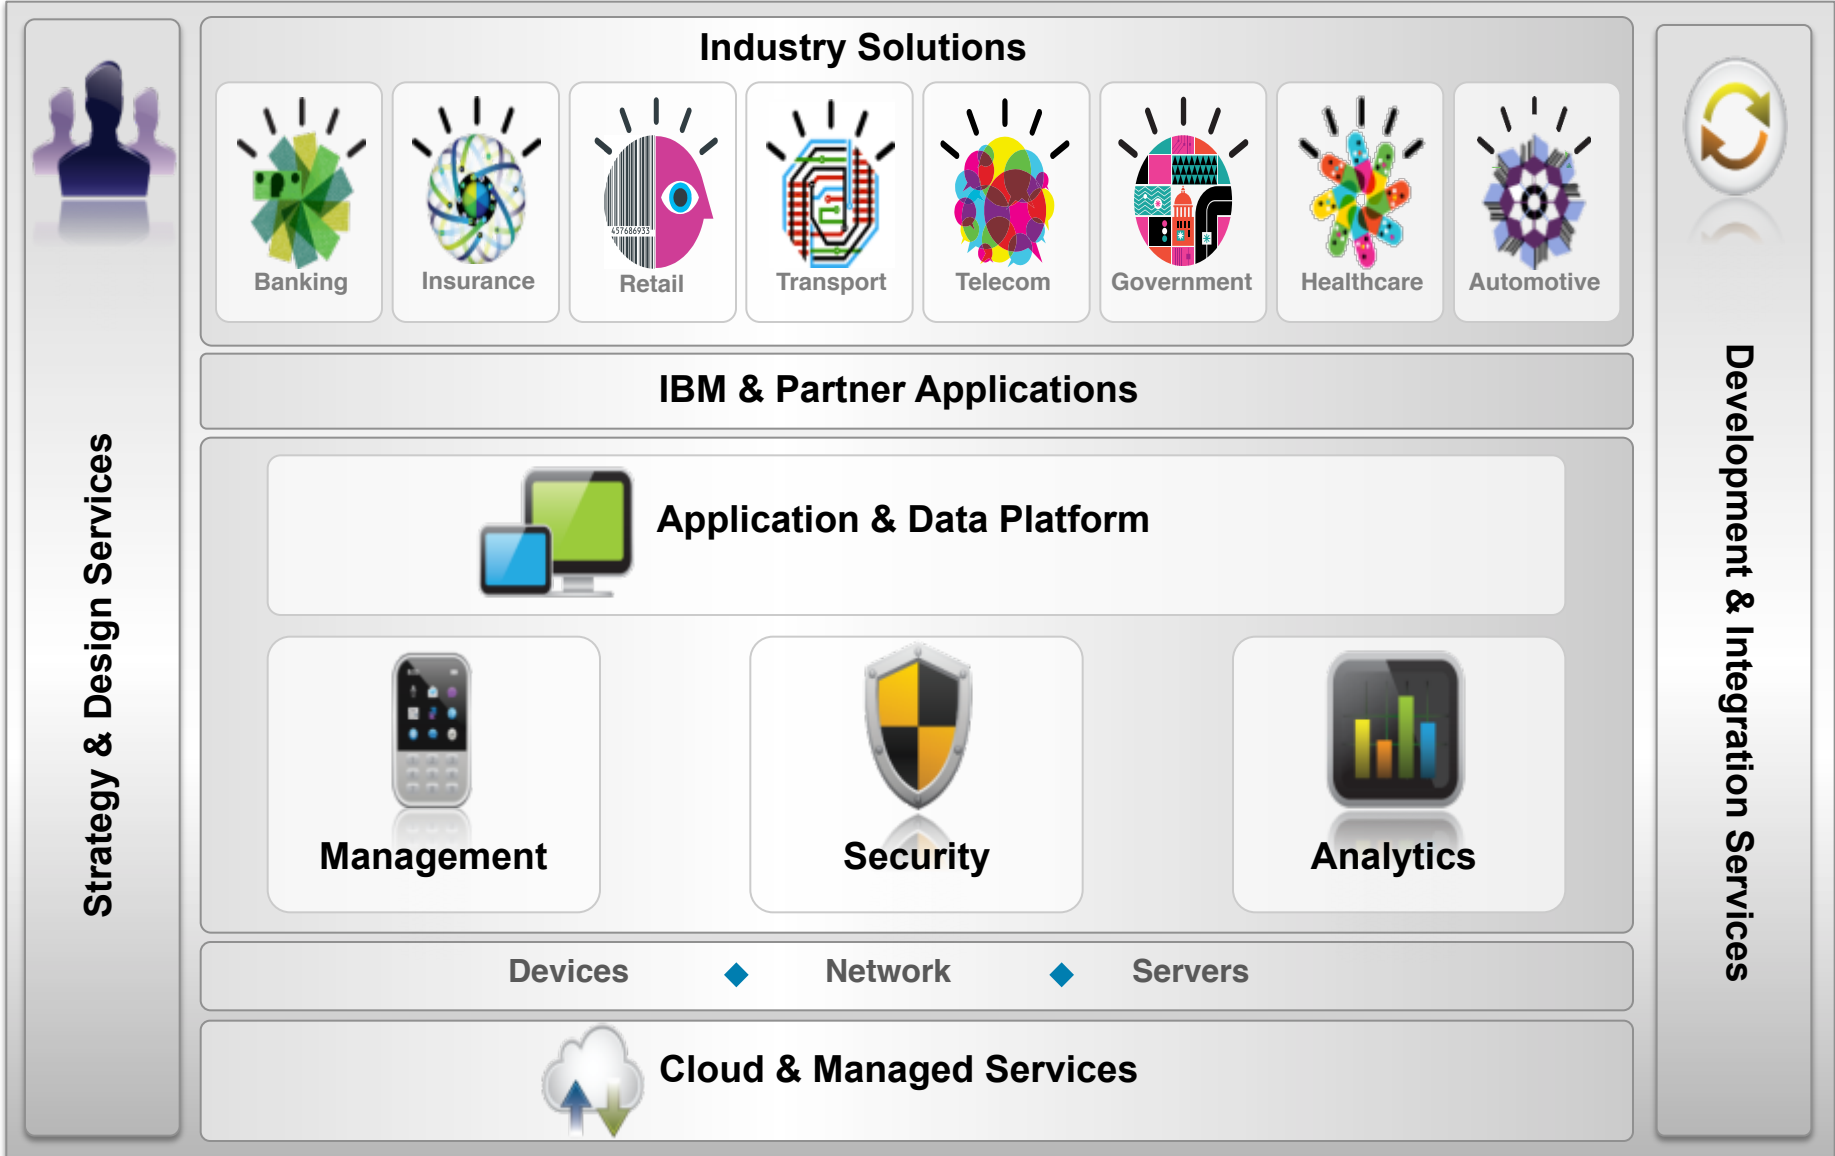 Industry Solutions
457686933
Banking
Insurance
Retail
Transport
Telecom
Government
Healthcare
Automotive
IBM & Partner Applications
Strategy & Design Services
Application & Data Platform
Development & Integration Services
Management
Security
Analytics
Devices
Network
Servers
Cloud & Managed Services